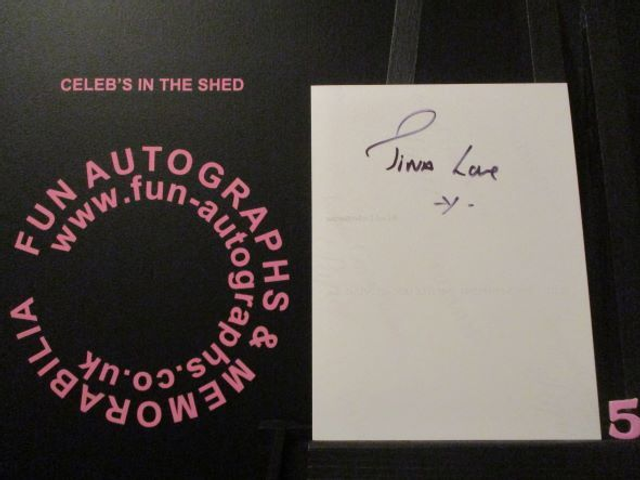 CELEB'S IN THE SHED
FUN AUTOGRAPHS & MEMORABILIA
www.fun-autographs.co.uk
Tina Love
5